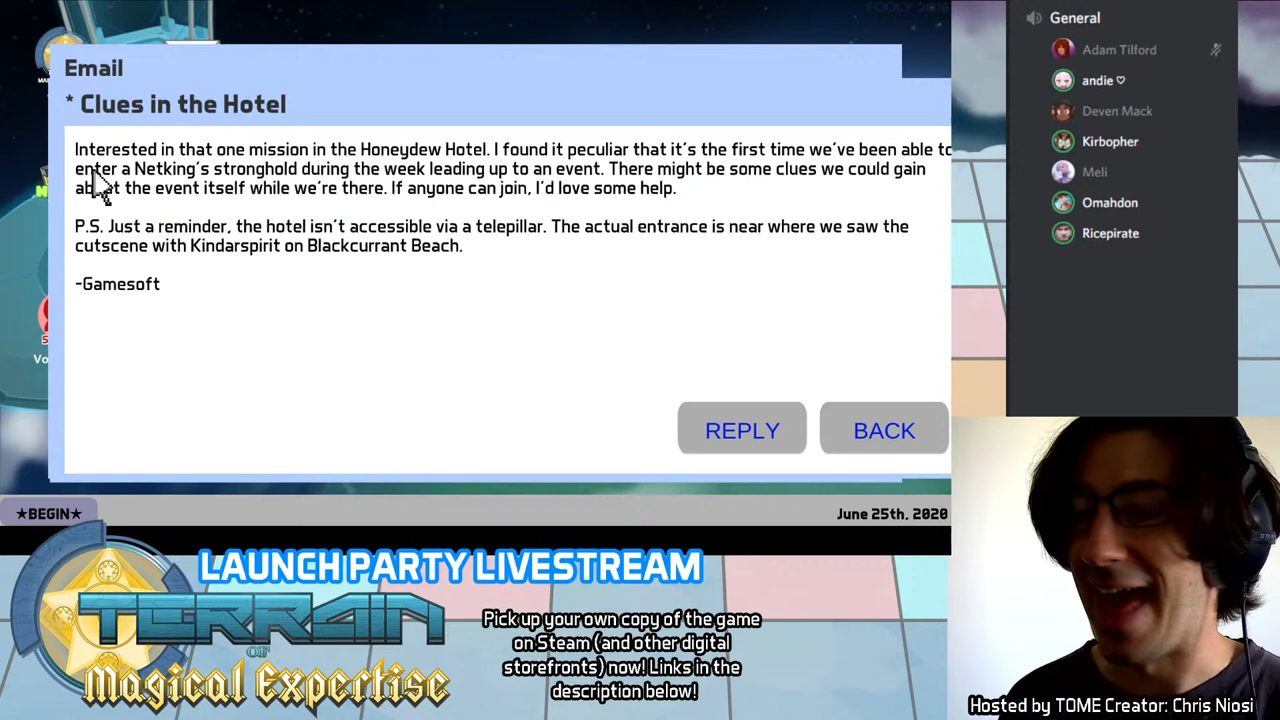 FOOLY 2016
Email
* Clues in the Hotel
Interested in that one mission in the Honeydew Hotel. I found it peculiar that it's the first time we've been able to
enter a Netking's stronghold during the week leading up to an event. There might be some clues we could gain
the event itself while we're there. If anyone can join, I'd love some help.
P.S. Just a reminder, the hotel isn't accessible via a telepillar. The actual entrance is near where we saw the
cutscene with Kindarspirit on Blackcurrant Beach.
-Gamesoft
REPLY
BACK
★BEGIN★
June 25th, 2020
General
Adam Tilford
andie ♡
Deven Mack
Kirbopher
Meli
Omahdon
Ricepirate
LAUNCH PARTY LIVESTREAM
TERRAIN
OF
Magical Expertise
Pick up your own copy of the game
on Steam (and other digital
storefronts) now! Links in the
description below!
Hosted by TOME Creator: Chris Niosi